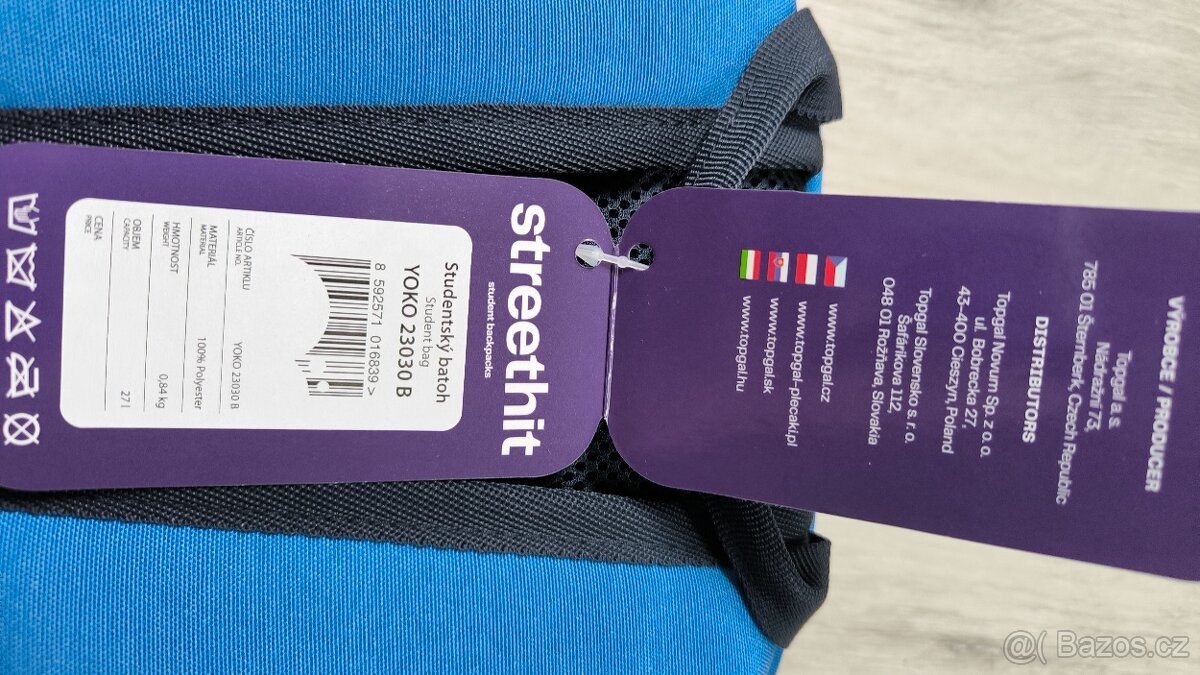 streethit
student backpacks
Studentský batoh
Student bag
YOKO 23030 B
8 592571 016839 >
ČÍSLO ARTIKLU
ARTICLE NO.
YOKO 23030 B
MATERIÁL
MATERIAL
100% Polyester
HMOTNOST
WEIGHT
0,84 kg
OBJEM
CAPACITY
27 l
CENA
PRICE
VÝROBCE / PRODUCER
Topgal a. s.
Nádražní 73,
785 01 Šternberk, Czech Republic
DISTRIBUTORS
Topgal Novum Sp. z o. o.
ul. Bobrecka 27,
43-400 Cieszyn, Poland
Topgal Slovensko s. r. o.
Šafárikova 112,
048 01 Rožňava, Slovakia
www.topgal.cz
www.topgal-plecaki.pl
www.topgal.sk
www.topgal.hu
Bazos.cz